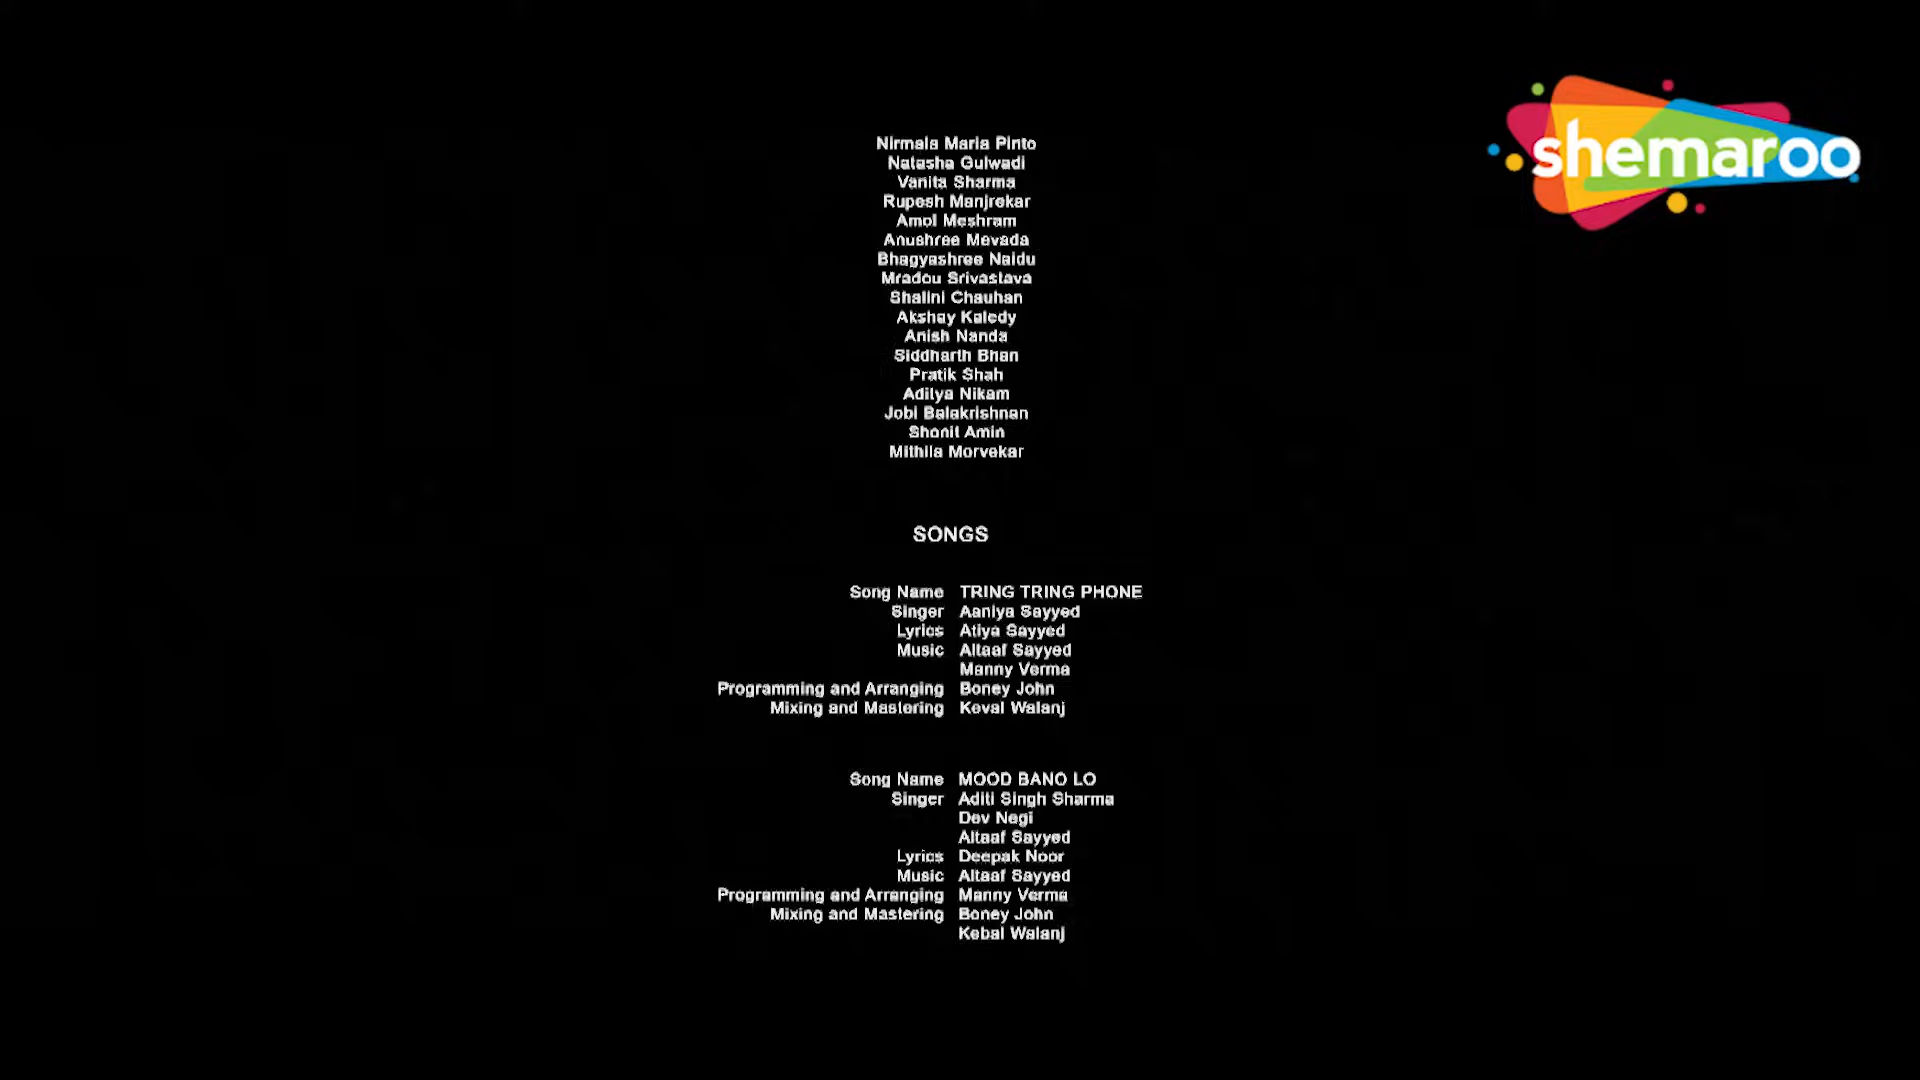 shemaroo
Nirmala Maria Pinto
Natasha Gulwadi
Vanita Sharma
Rupesh Manjrekar
Amol Meshram
Anushree Mevada
Bhagyashree Naidu
Mradou Srivastava
Shalini Chauhan
Akshay Kaledy
Anish Nanda
Siddharth Bhan
Pratik Shah
Aditya Nikam
Jobi Balakrishnan
Shonit Amin
Mithila Morvekar
SONGS
Song Name TRING TRING PHONE
Singer Aaniya Sayyed
Lyrics Atiya Sayyed
Music Altaaf Sayyed
Manny Verma
Programming and Arranging Boney John
Mixing and Mastering Keval Walanj
Song Name MOOD BANO LO
Singer Aditi Singh Sharma
Dev Negi
Altaaf Sayyed
Lyrics Deepak Noor
Music Altaaf Sayyed
Programming and Arranging Manny Verma
Mixing and Mastering Boney John
Kebal Walanj